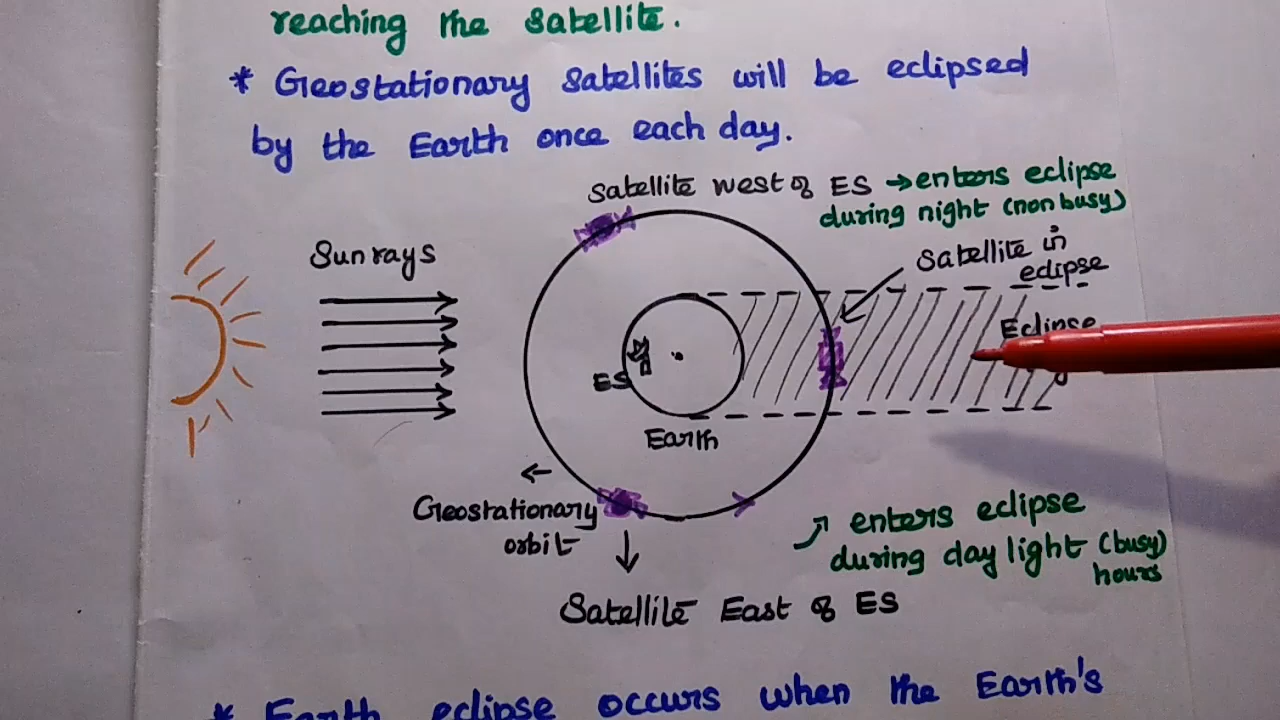 reaching the satellite.
* Geostationary satellites will be eclipsed
by the Earth once each day.
Satellite west of ES → enters eclipse
during night (non busy)
Sun rays
Satellite in
eclipse
Eclipse
ES
Earth
←
Geostationary
orbit
enters eclipse
during day light (busy)
hours
Satellite East of ES
* Earth eclipse occurs when the Earth's